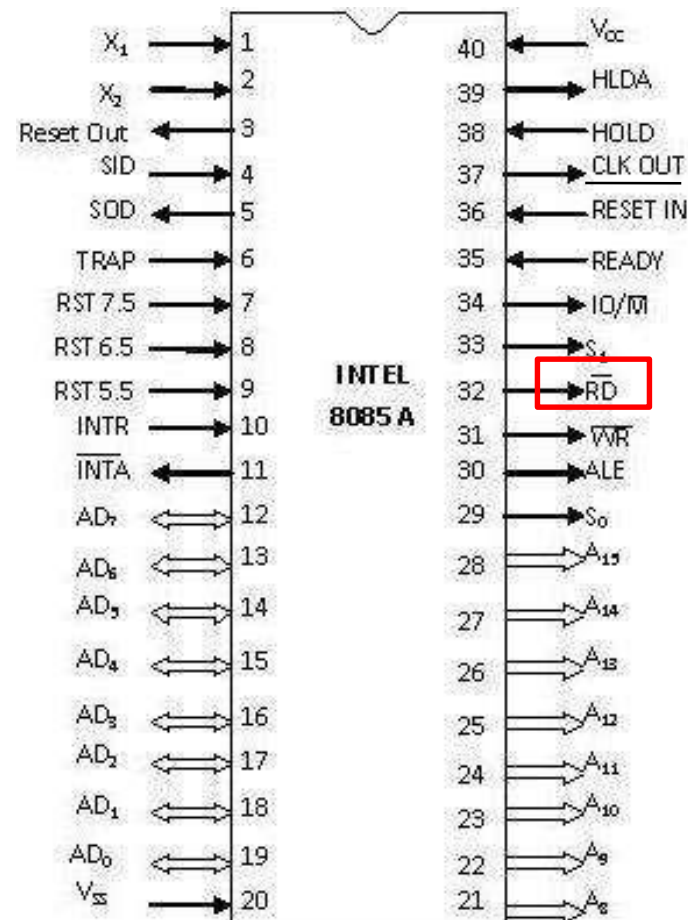 X₁ 1 40 Vcc
X₂ 2 39 HLDA
Reset Out 3 38 HOLD
SID 4 37 CLK OUT
SOD 5 36 RESET IN
TRAP 6 35 READY
RST 7.5 7 34 IO/M̅
RST 6.5 8 33 S₁
RST 5.5 9 32 R̅D̅
INTR 10 31 W̅R̅
I̅N̅T̅A̅ 11 30 ALE
AD₇ 12 29 S₀
AD₆ 13 28 A₁₅
AD₅ 14 27 A₁₄
AD₄ 15 26 A₁₃
AD₃ 16 25 A₁₂
AD₂ 17 24 A₁₁
AD₁ 18 23 A₁₀
AD₀ 19 22 A₉
Vss 20 21 A₈
INTEL
8085 A